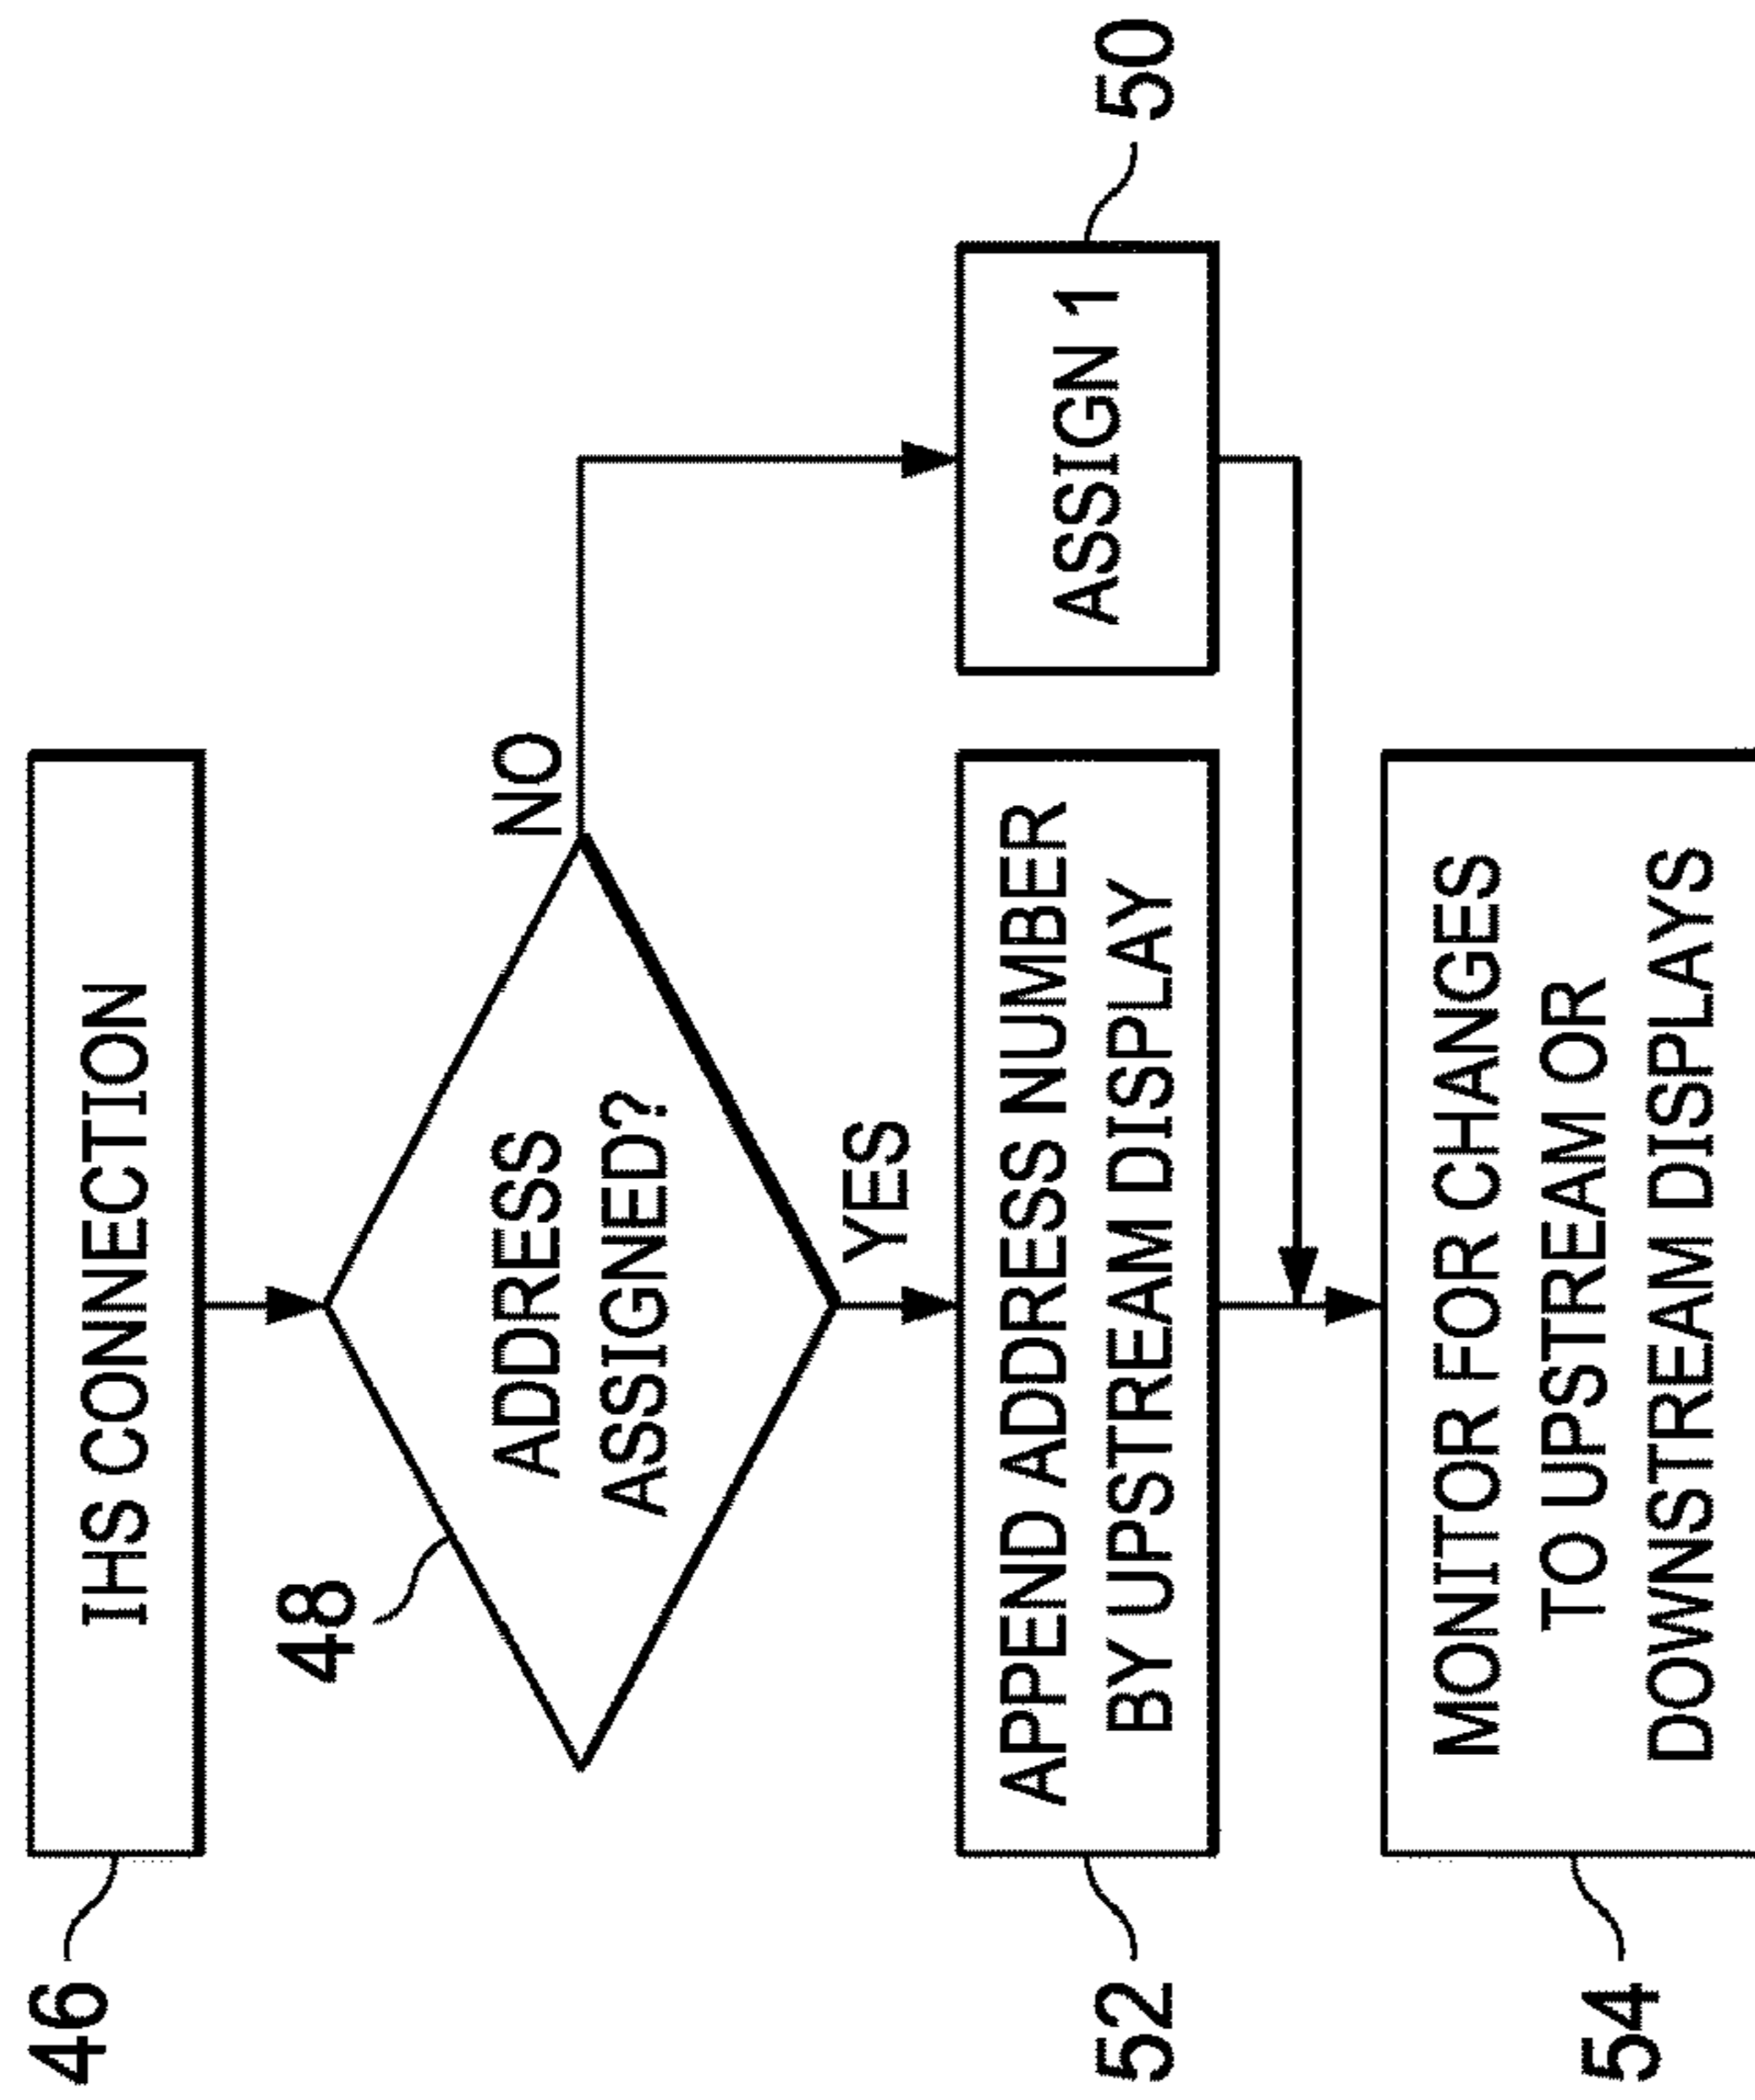 46
IHS CONNECTION
48
ADDRESS
ASSIGNED?
NO
YES
52
APPEND ADDRESS NUMBER
BY UPSTREAM DISPLAY
ASSIGN 1
50
54
MONITOR FOR CHANGES
TO UPSTREAM OR
DOWNSTREAM DISPLAYS